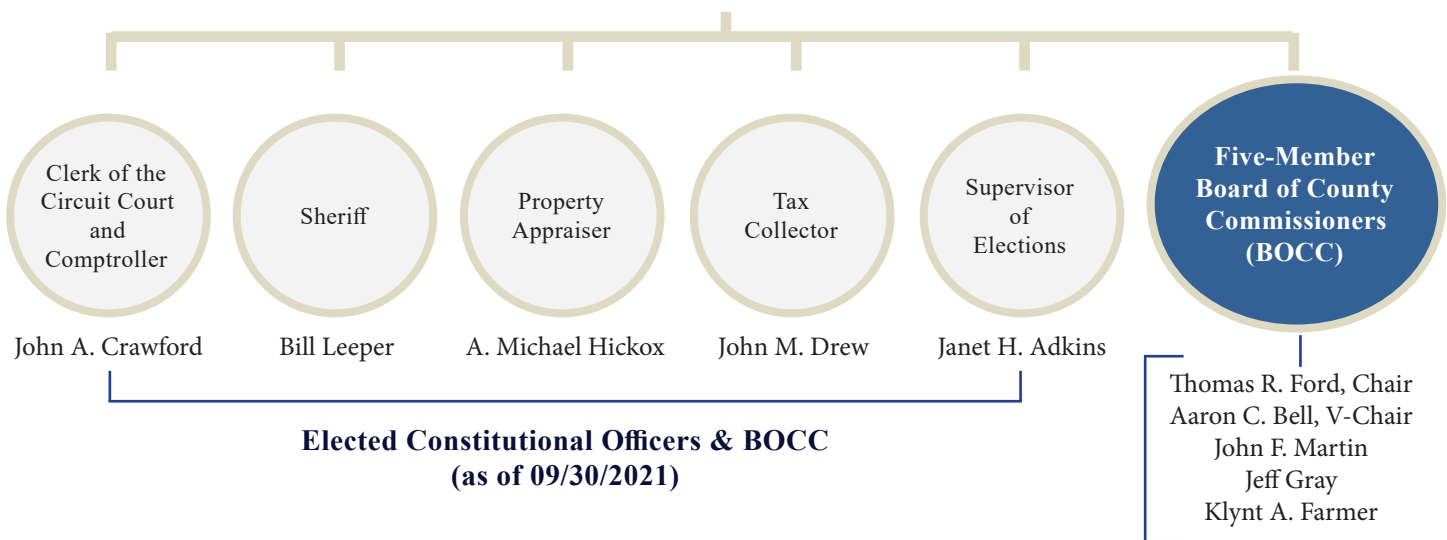 Clerk of the
Circuit Court
and
Comptroller
Sheriff
Property
Appraiser
Tax
Collector
Supervisor
of
Elections
Five-Member
Board of County
Commissioners
(BOCC)
John A. Crawford
Bill Leeper
A. Michael Hickox
John M. Drew
Janet H. Adkins
Thomas R. Ford, Chair
Aaron C. Bell, V-Chair
John F. Martin
Jeff Gray
Klynt A. Farmer
Elected Constitutional Officers & BOCC
(as of 09/30/2021)